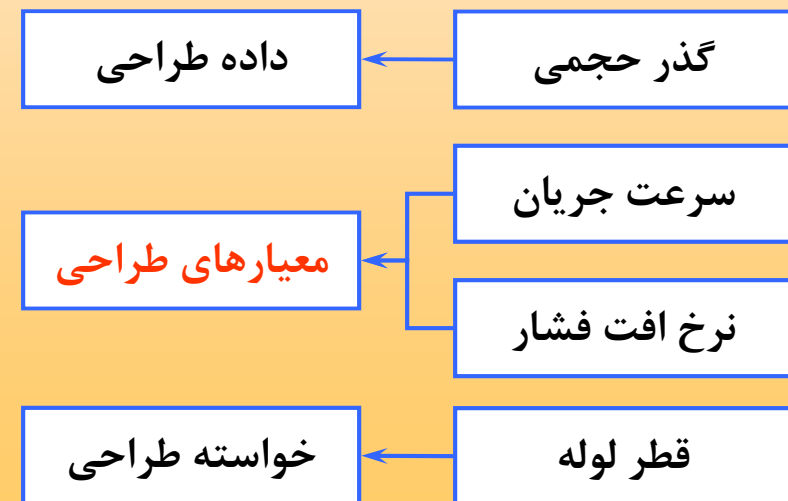 گذر حجمی
داده طراحی
سرعت جریان
معیارهای طراحی
نرخ افت فشار
قطر لوله
خواسته طراحی